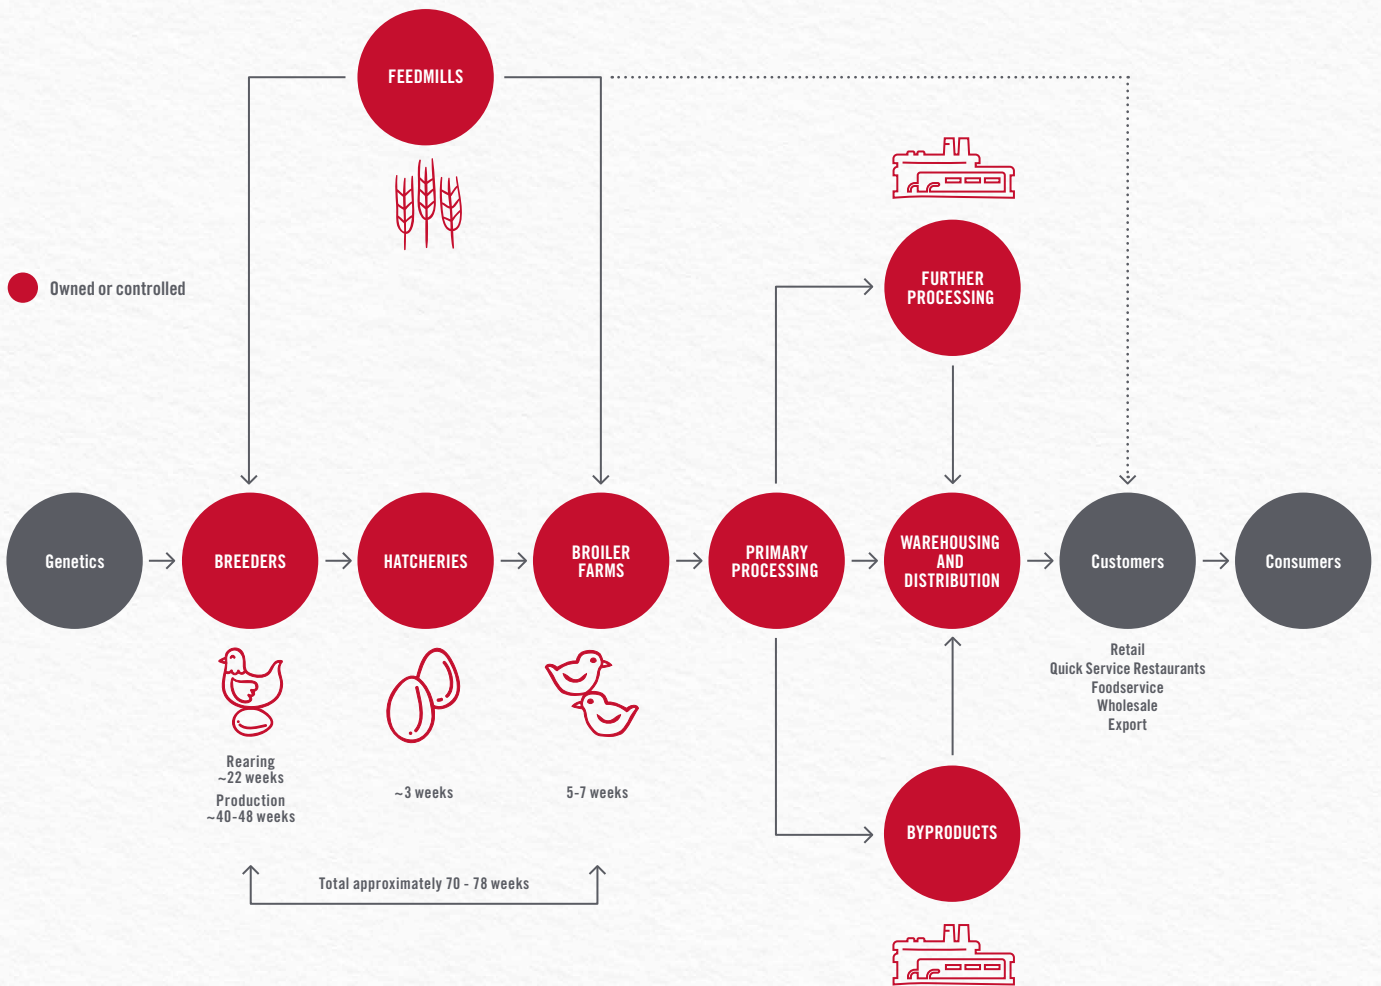 FEEDMILLS
Owned or controlled
FURTHER
PROCESSING
Genetics
BREEDERS
HATCHERIES
BROILER
FARMS
PRIMARY
PROCESSING
WAREHOUSING
AND
DISTRIBUTION
Customers
Consumers
Retail
Quick Service Restaurants
Foodservice
Wholesale
Export
Rearing
~22 weeks
Production
~40-48 weeks
~3 weeks
5-7 weeks
BYPRODUCTS
Total approximately 70 - 78 weeks